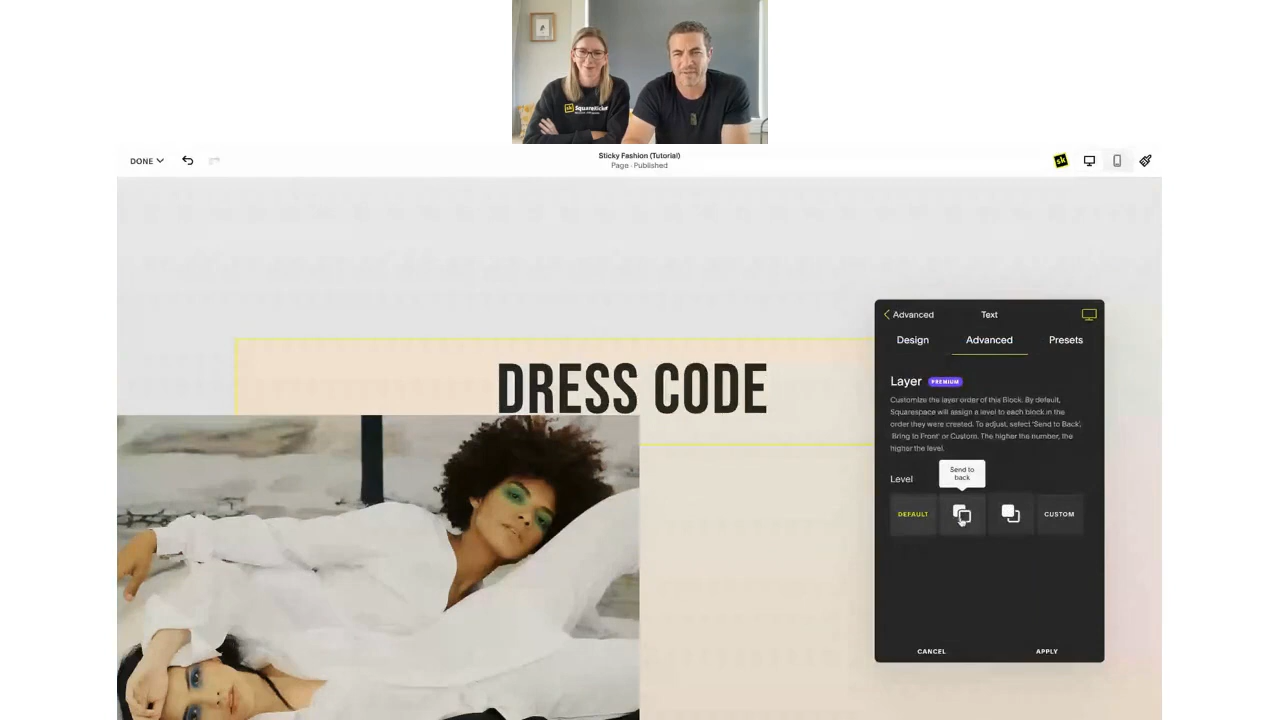 Squarekicker
DONE
Sticky Fashion (Tutorial)
Page · Published
sk
Advanced
Text
Design
Advanced
Presets
DRESS CODE
Layer
PREMIUM
Customize the layer order of this Block. By default,
Squarespace will assign a level to each block in the
order they were created. To adjust, select 'Send to Back',
'Bring to Front' or Custom. The higher the number, the
higher the level.
Send to
back
Level
DEFAULT
CUSTOM
CANCEL
APPLY